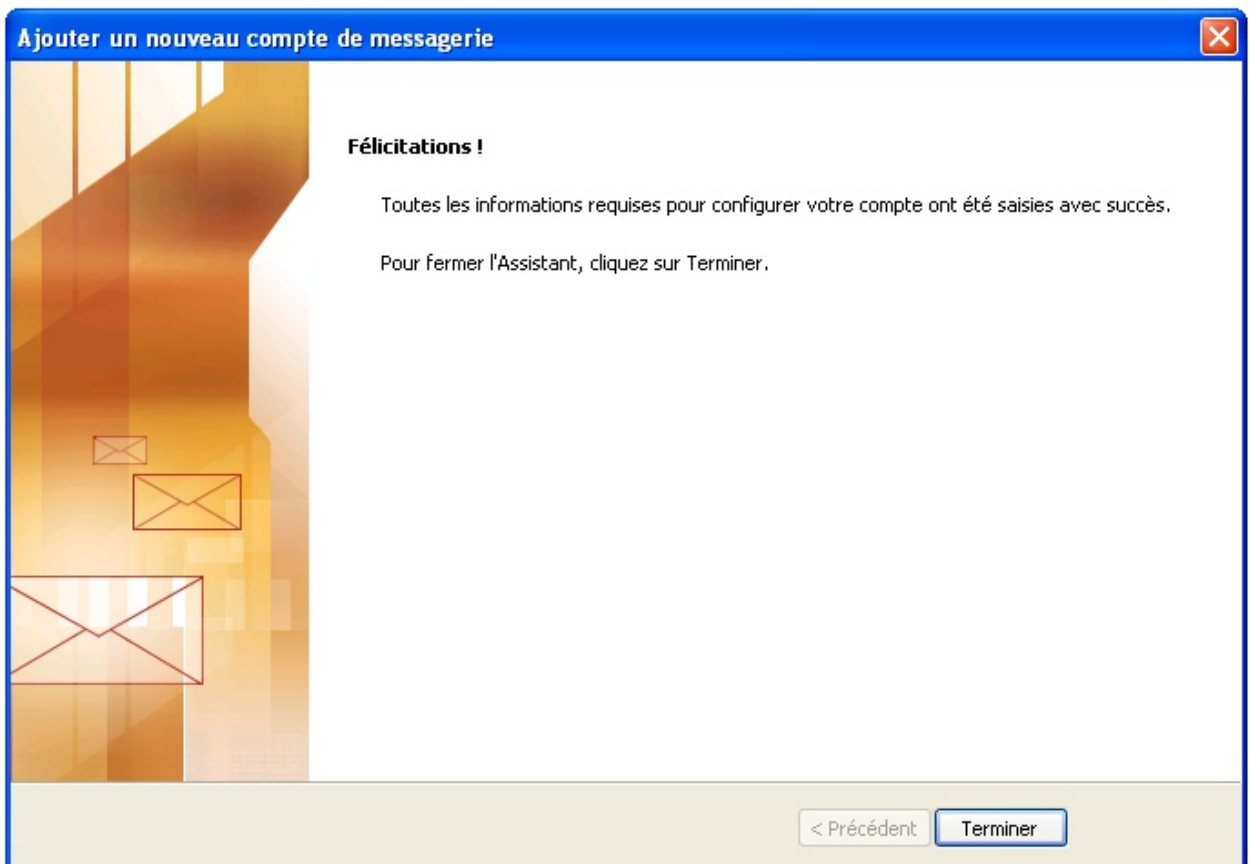 Ajouter un nouveau compte de messagerie
Félicitations !
Toutes les informations requises pour configurer votre compte ont été saisies avec succès.
Pour fermer l'Assistant, cliquez sur Terminer.
< Précédent
Terminer